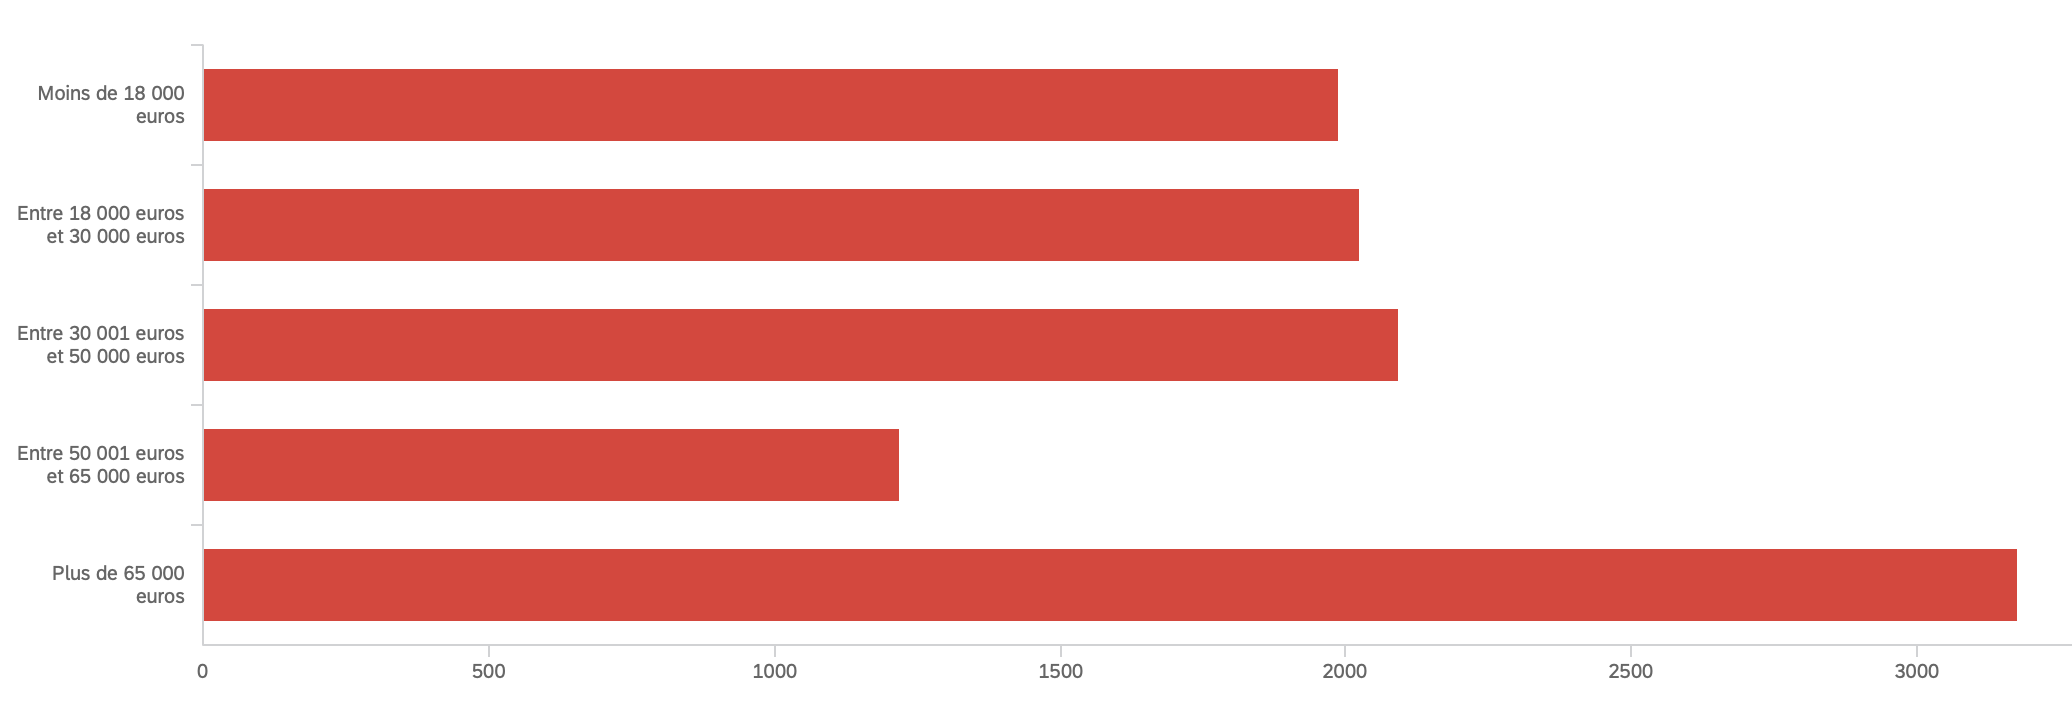 Moins de 18 000
euros
Entre 18 000 euros
et 30 000 euros
Entre 30 001 euros
et 50 000 euros
Entre 50 001 euros
et 65 000 euros
Plus de 65 000
euros
0 500 1000 1500 2000 2500 3000